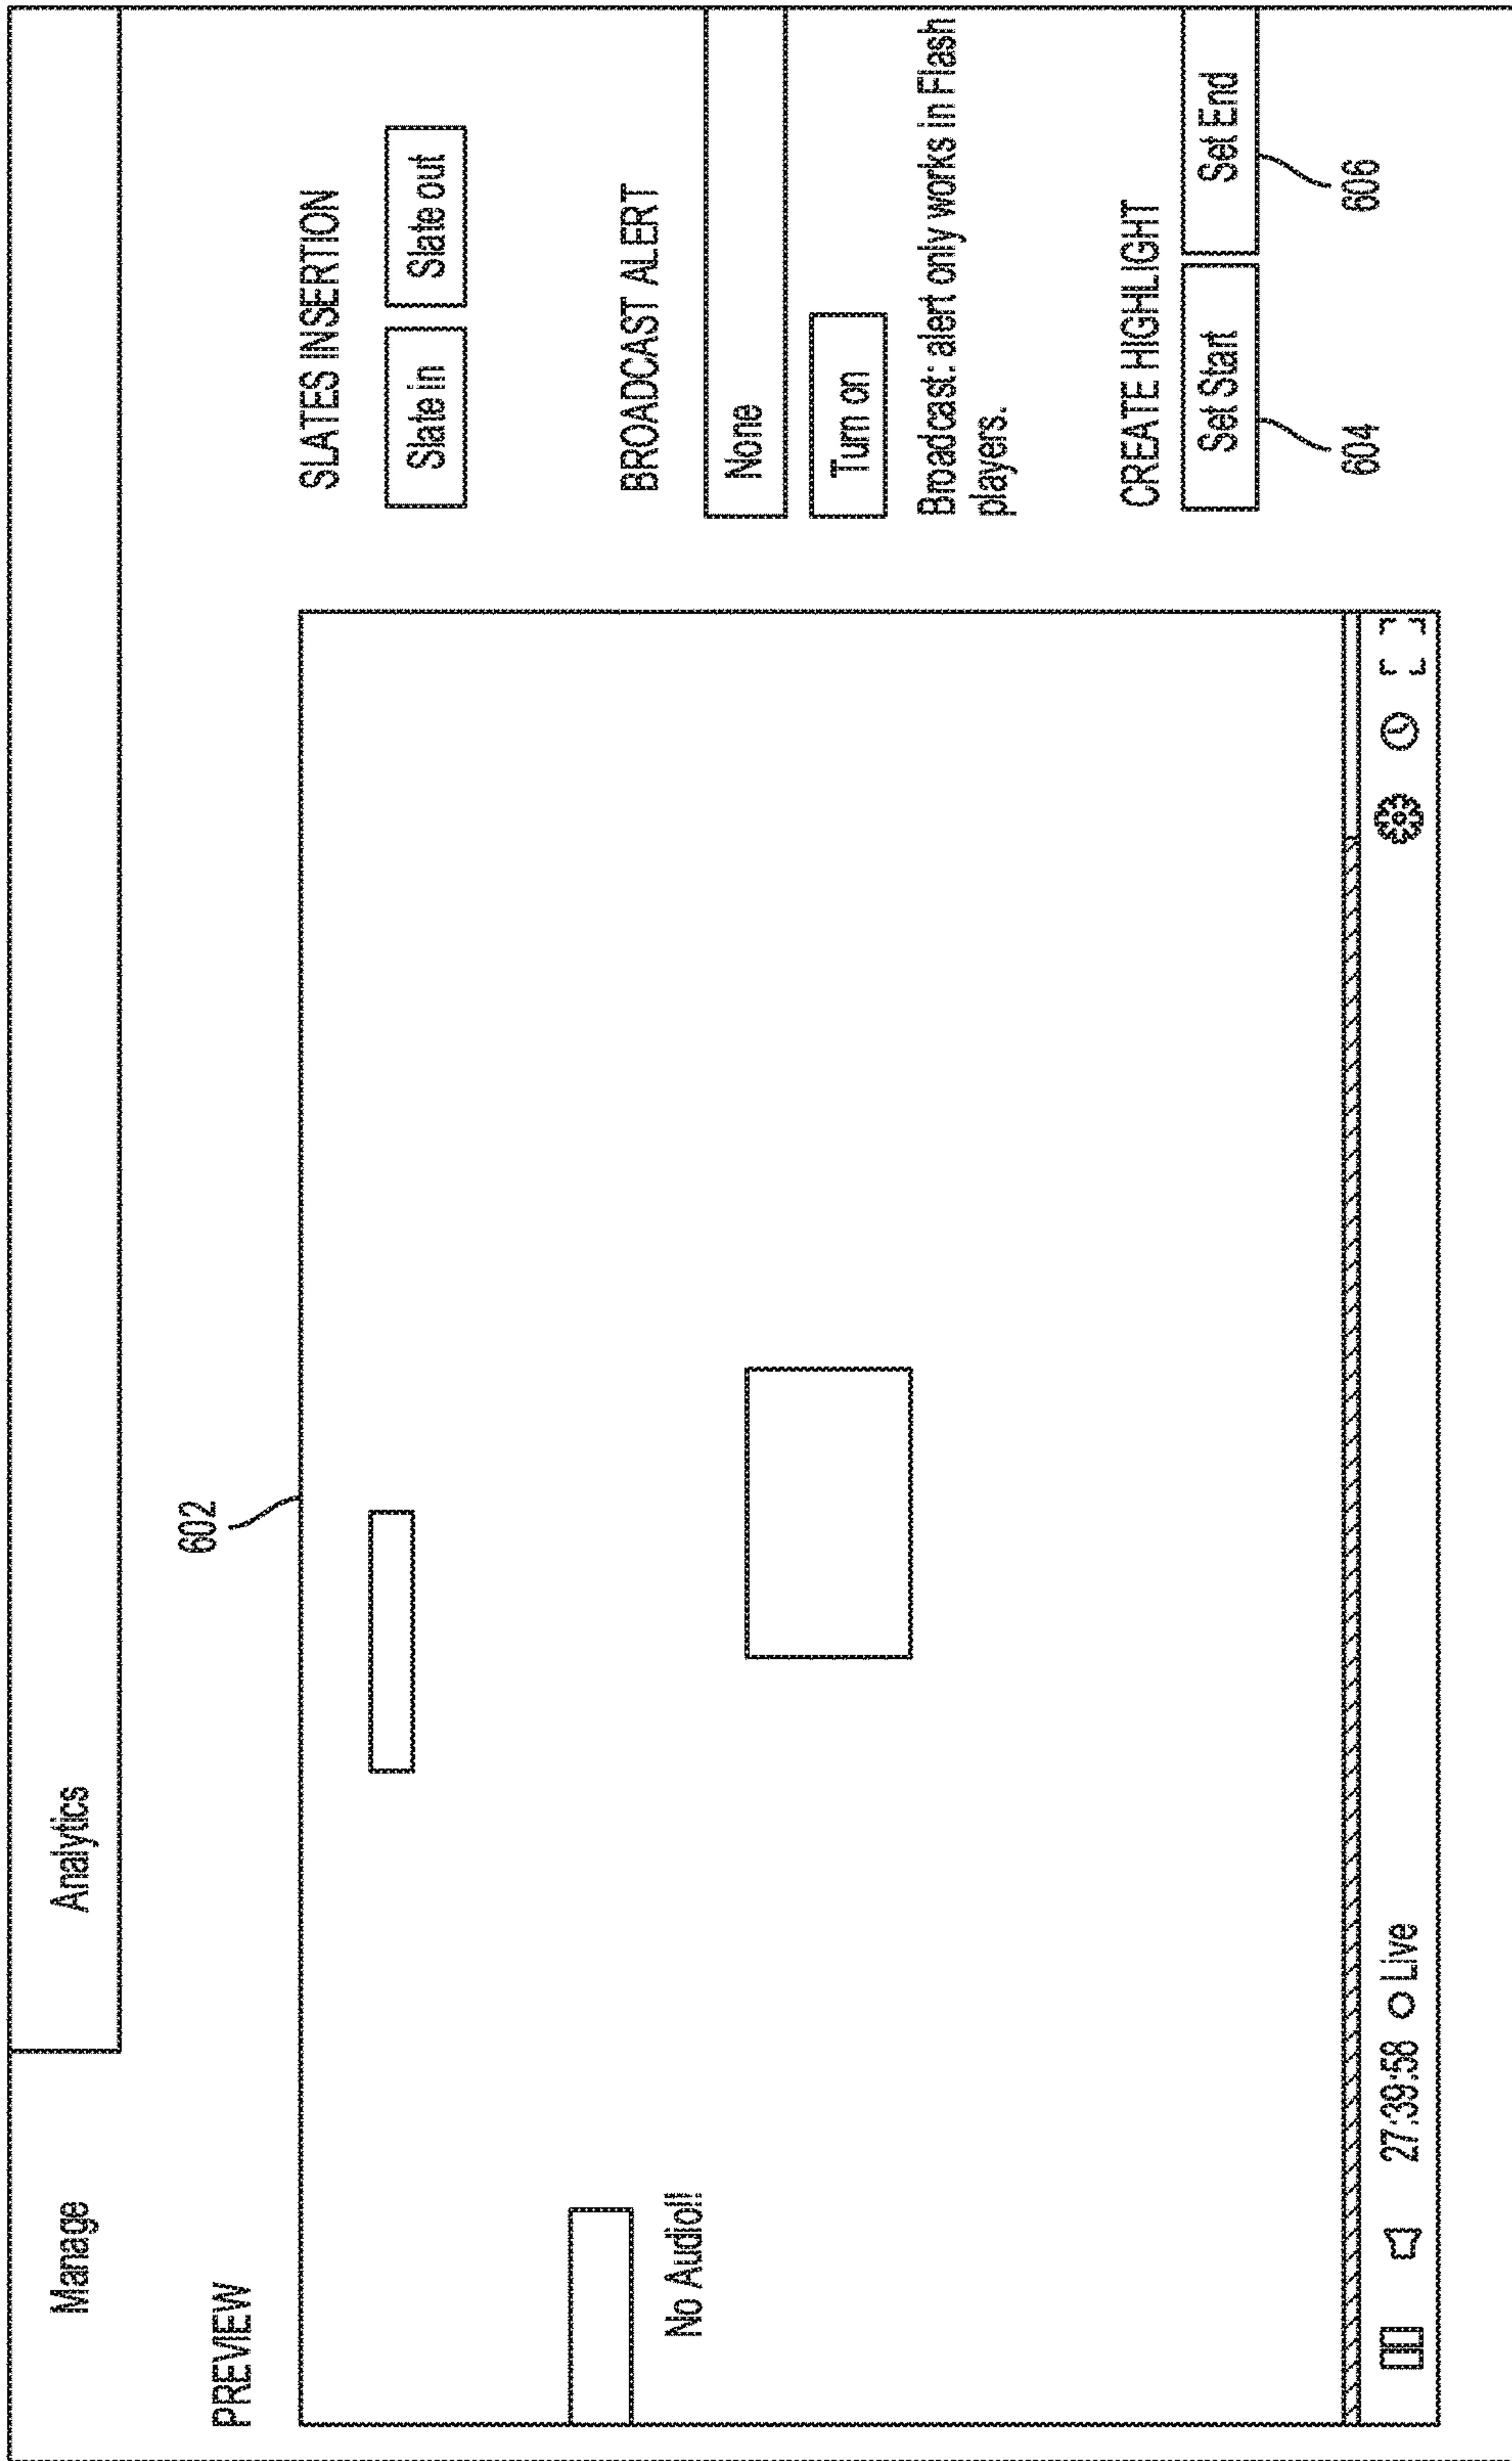 Manage
Analytics
PREVIEW
602
No Audio!!
27:39:58 Live
SLATES INSERTION
Slate in
Slate out
BROADCAST ALERT
None
Turn on
Broadcast: alert only works in Flash
players.
CREATE HIGHLIGHT
Set Start
Set End
604
606